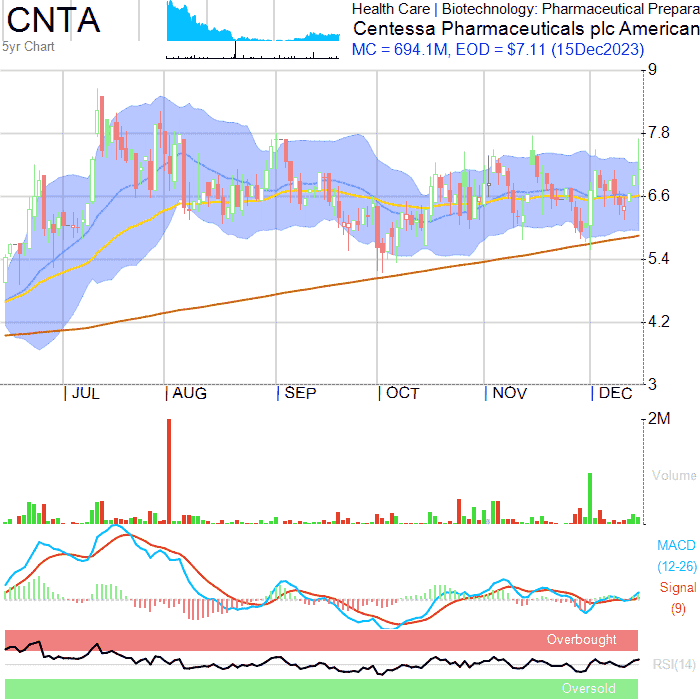 CNTA
5yr Chart
Health Care | Biotechnology: Pharmaceutical Prepara
Centessa Pharmaceuticals plc American
MC = 694.1M, EOD = $7.11 (15Dec2023)
9
7.8
6.6
5.4
4.2
3
JUL AUG SEP OCT NOV DEC
2M
Volume
MACD
(12-26)
Signal
(9)
Overbought
RSI(14)
Oversold